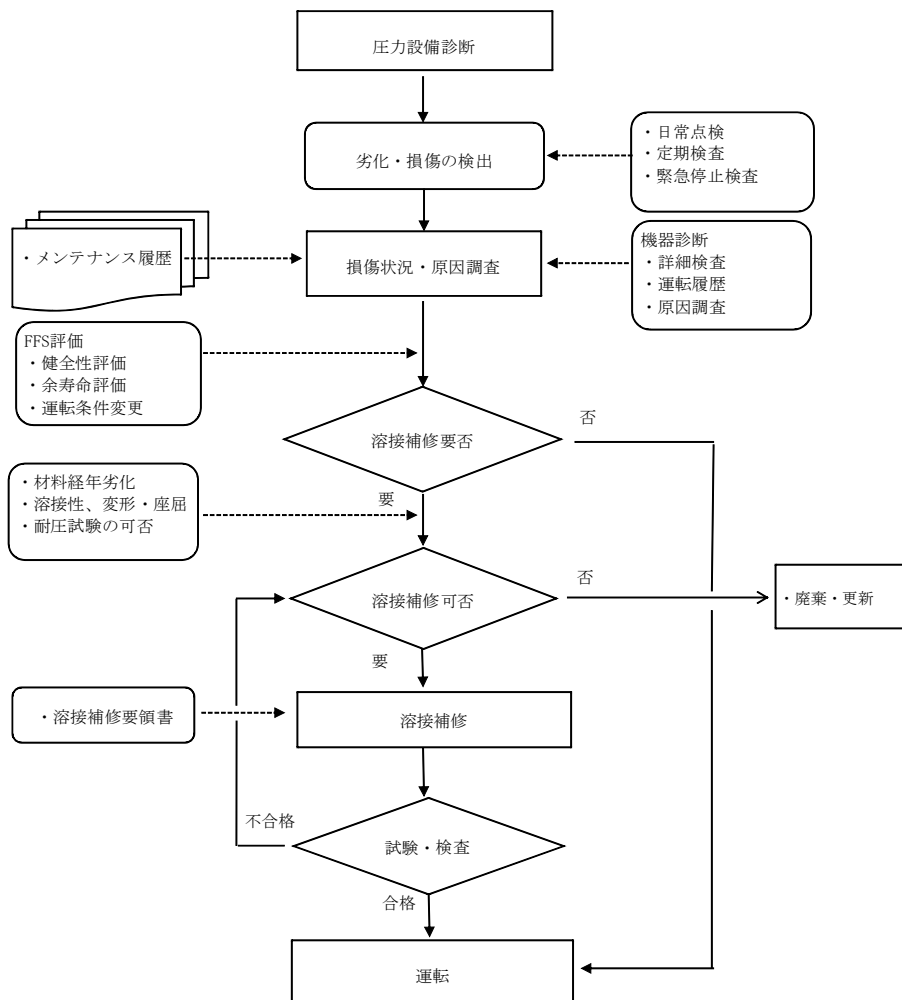 圧力設備診断
劣化・損傷の検出
・日常点検
・定期検査
・緊急停止検査
・メンテナンス履歴
損傷状況・原因調査
機器診断
・詳細検査
・運転履歴
・原因調査
FFS評価
・健全性評価
・余寿命評価
・運転条件変更
溶接補修要否
否
・材料経年劣化
・溶接性、変形・座屈
・耐圧試験の可否
要
溶接補修可否
否
・廃棄・更新
要
・溶接補修要領書
溶接補修
不合格
試験・検査
合格
運転